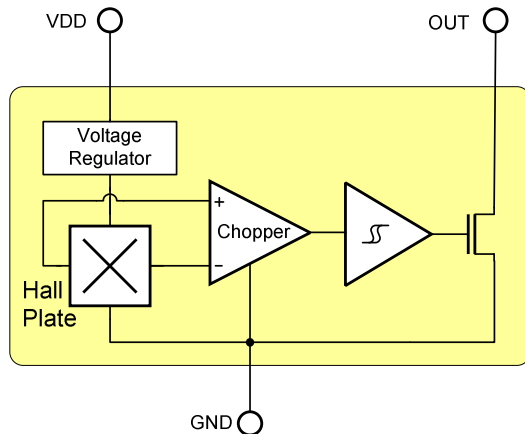 VDD
OUT
Voltage
Regulator
+
Chopper
−
Hall
Plate
GND